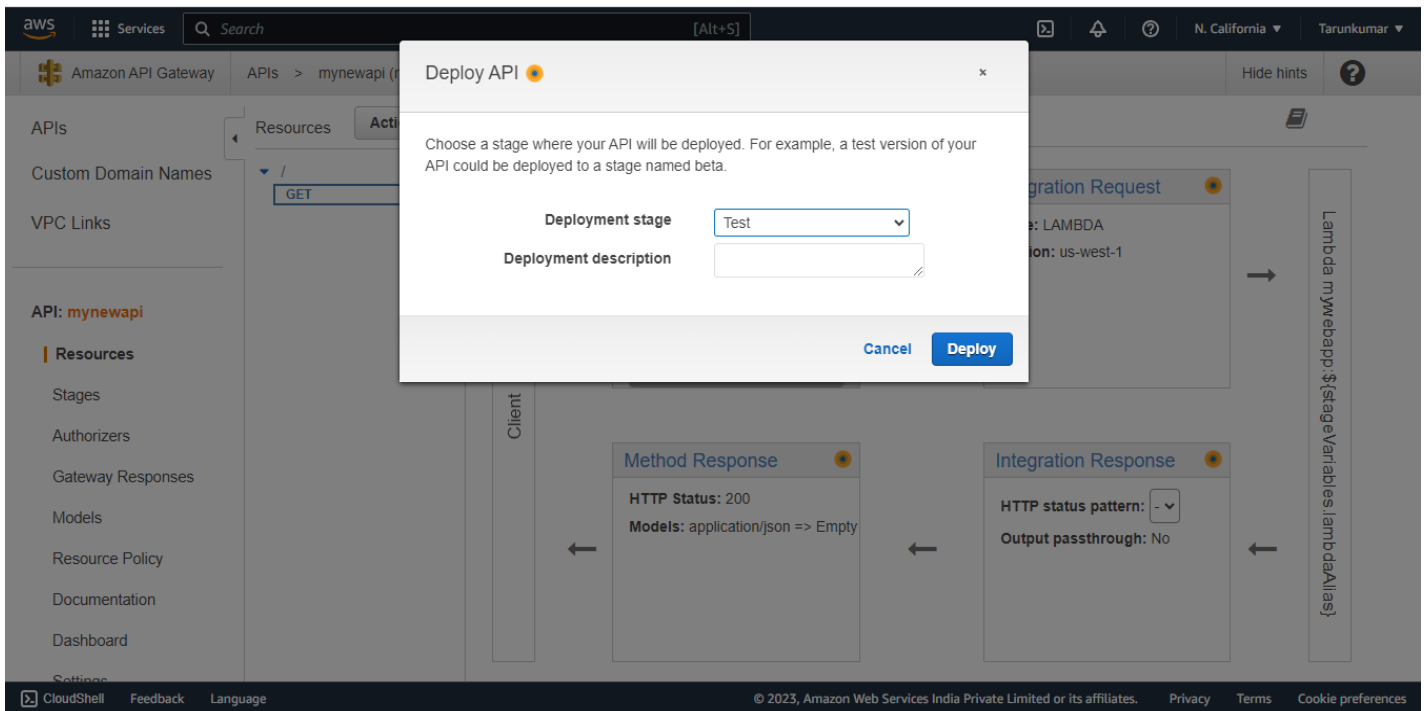 aws
Services
Search
[Alt+S]
N. California
Tarunkumar
Amazon API Gateway
APIs > mynewapi (
Hide hints
Deploy API
×
Choose a stage where your API will be deployed. For example, a test version of your
API could be deployed to a stage named beta.
Deployment stage
Test
Deployment description
Cancel
Deploy
APIs
Custom Domain Names
VPC Links
API: mynewapi
Resources
Stages
Authorizers
Gateway Responses
Models
Resource Policy
Documentation
Dashboard
Settings
Resources
Acti
/
GET
Client
gration Request
: LAMBDA
ion: us-west-1
Lambda mywebapp:${stageVariables.lambdaAlias}
Method Response
HTTP Status: 200
Models: application/json => Empty
Integration Response
HTTP status pattern: -
Output passthrough: No
CloudShell
Feedback
Language
© 2023, Amazon Web Services India Private Limited or its affiliates.
Privacy
Terms
Cookie preferences